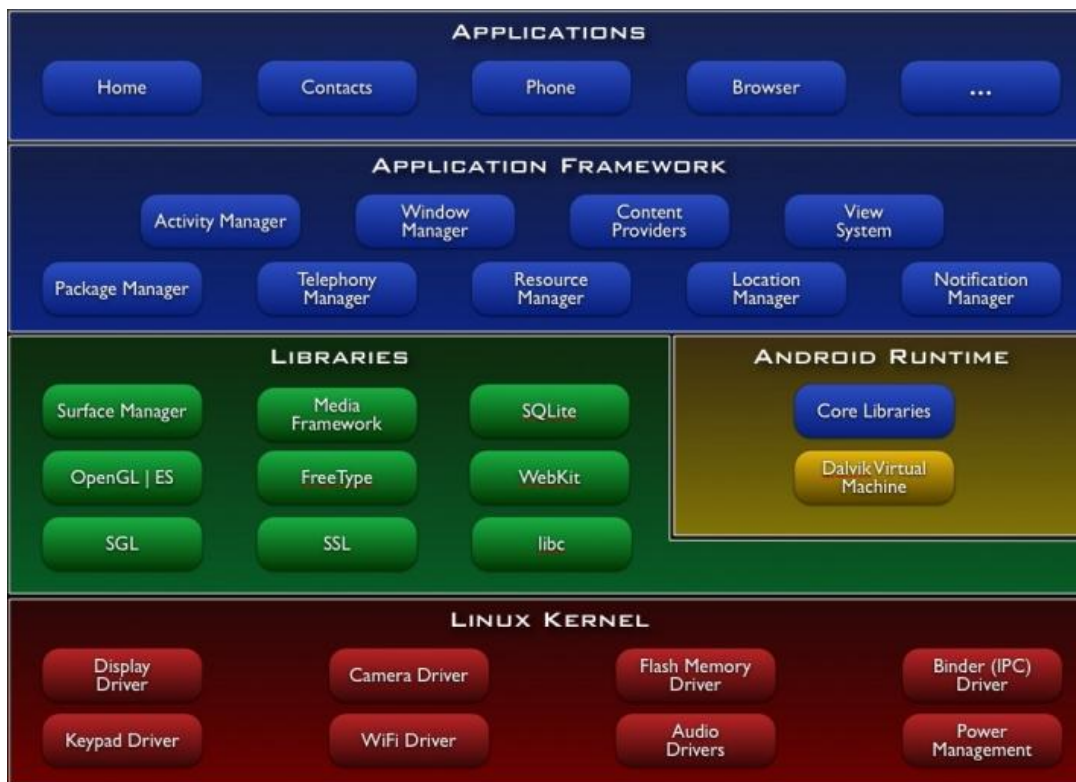 APPLICATIONS
Home
Contacts
Phone
Browser
...
APPLICATION FRAMEWORK
Activity Manager
Window
Manager
Content
Providers
View
System
Package Manager
Telephony
Manager
Resource
Manager
Location
Manager
Notification
Manager
LIBRARIES
Surface Manager
Media
Framework
SQLite
OpenGL | ES
FreeType
WebKit
SGL
SSL
libc
ANDROID RUNTIME
Core Libraries
Dalvik Virtual
Machine
LINUX KERNEL
Display
Driver
Camera Driver
Flash Memory
Driver
Binder (IPC)
Driver
Keypad Driver
WiFi Driver
Audio
Drivers
Power
Management